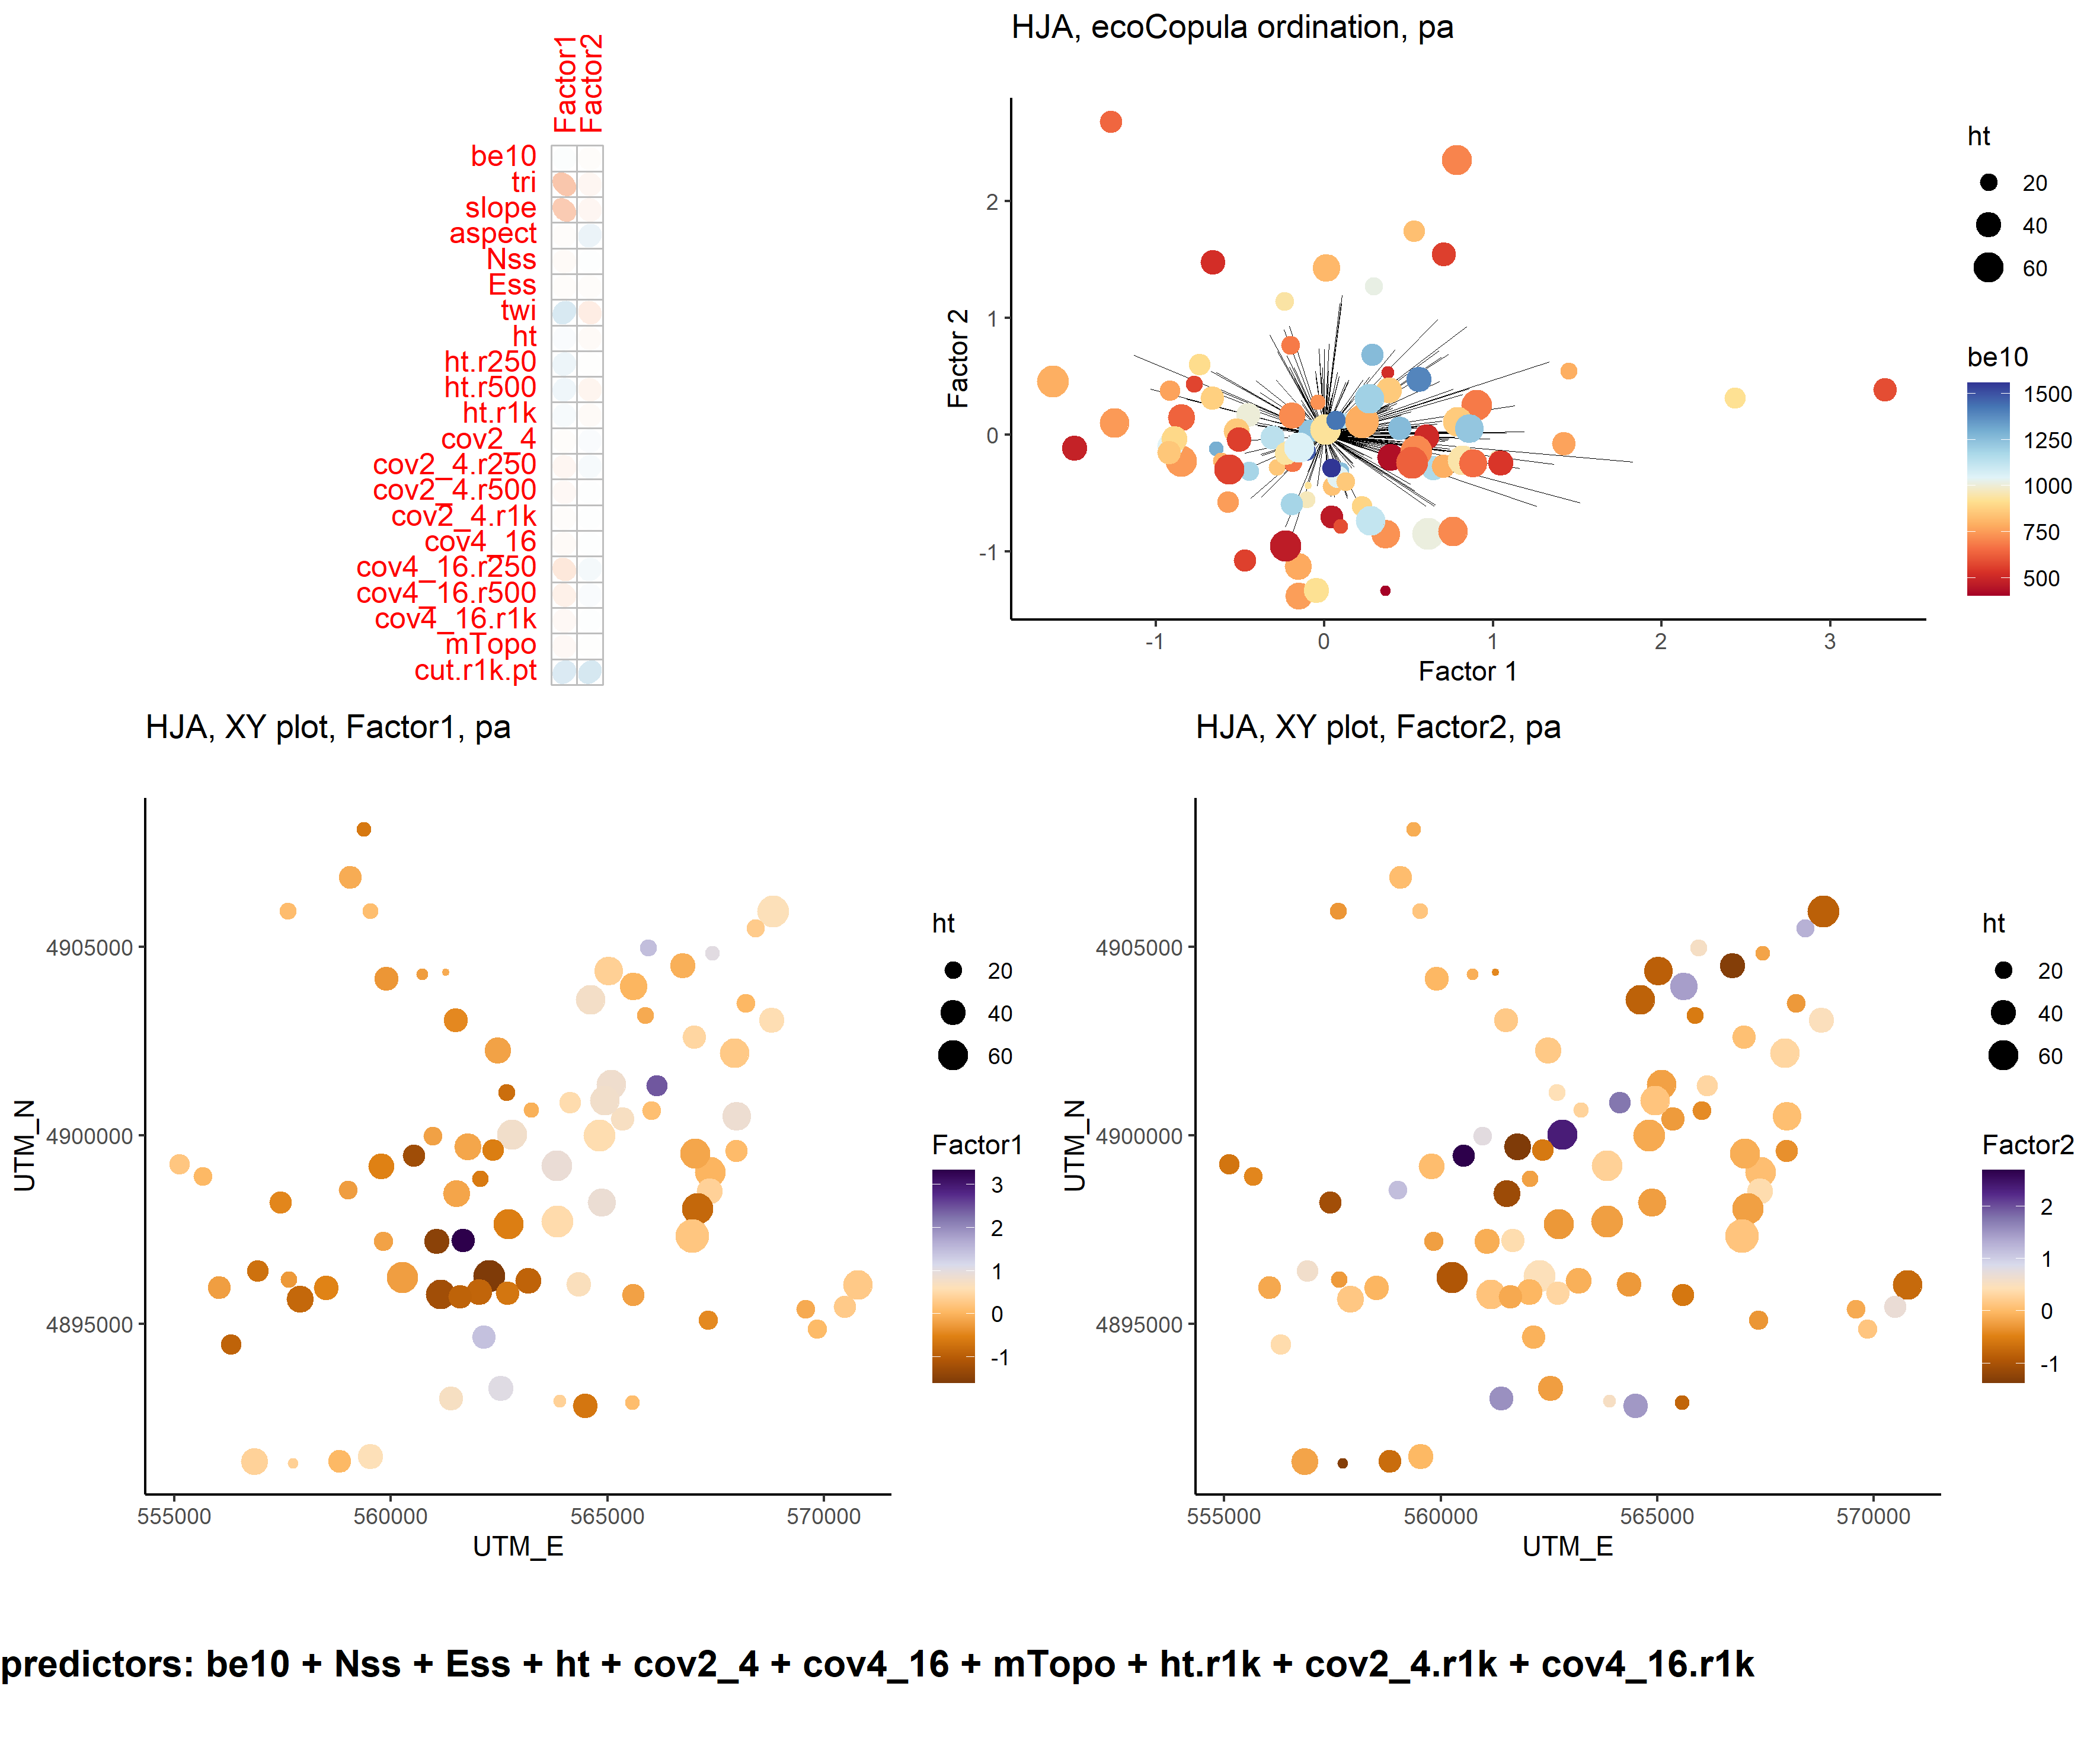 Factor1
Factor2
be10
tri
slope
aspect
Nss
Ess
twi
ht
ht.r250
ht.r500
ht.r1k
cov2_4
cov2_4.r250
cov2_4.r500
cov2_4.r1k
cov4_16
cov4_16.r250
cov4_16.r500
cov4_16.r1k
mTopo
cut.r1k.pt
HJA, ecoCopula ordination, pa
Factor 2
2
1
0
-1
-1
0
1
2
3
Factor 1
ht
20
40
60
be10
1500
1250
1000
750
500
HJA, XY plot, Factor1, pa
UTM_N
4905000
4900000
4895000
555000
560000
565000
570000
UTM_E
ht
20
40
60
Factor1
3
2
1
0
-1
HJA, XY plot, Factor2, pa
UTM_N
4905000
4900000
4895000
555000
560000
565000
570000
UTM_E
ht
20
40
60
Factor2
2
1
0
-1
predictors: be10 + Nss + Ess + ht + cov2_4 + cov4_16 + mTopo + ht.r1k + cov2_4.r1k + cov4_16.r1k